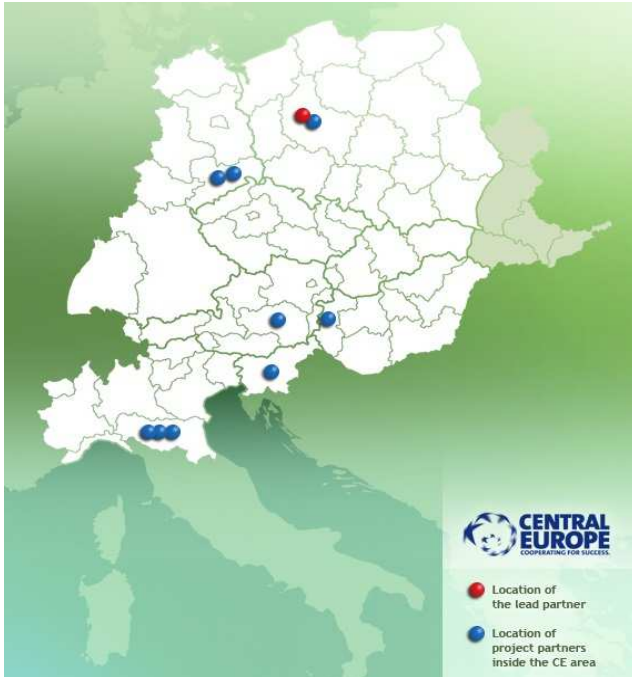 CENTRAL
EUROPE
COOPERATING FOR SUCCESS.
Location of
the lead partner
Location of
project partners
inside the CE area